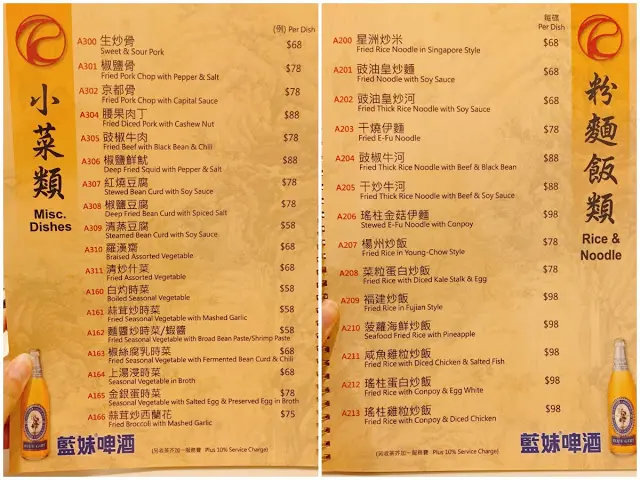 小菜類
Misc.
Dishes
(例) Per Dish
A300 生炒骨 $68
Sweet & Sour Pork
A301 椒鹽骨 $78
Fried Pork Chop with Pepper & Salt
A302 京都骨 $78
Fried Pork Chop with Capital Sauce
A304 腰果肉丁 $88
Fried Diced Pork with Cashew Nut
A305 豉椒牛肉 $78
Fried Beef with Black Bean & Chili
A306 椒鹽鮮魷 $88
Deep Fried Squid with Pepper & Salt
A307 紅燒豆腐 $78
Stewed Bean Curd with Soy Sauce
A308 椒鹽豆腐 $78
Deep Fried Bean Curd with Spiced Salt
A309 清蒸豆腐 $58
Steamed Bean Curd with Soy Sauce
A310 羅漢齋 $68
Braised Assorted Vegetable
A311 清炒什菜 $68
Fried Assorted Vegetable
A160 白灼時菜 $58
Boiled Seasonal Vegetable
A161 蒜茸炒時菜 $58
Fried Seasonal Vegetable with Mashed Garlic
A162 麵醬炒時菜/蝦醬 $58
Fried Seasonal Vegetable with Broad Bean Paste/Shrimp Paste
A163 椒絲腐乳時菜 $68
Fried Seasonal Vegetable with Fermented Bean Curd & Chili
A164 上湯浸時菜 $68
Seasonal Vegetable in Broth
A165 金銀蛋時菜 $78
Seasonal Vegetable with Salted Egg & Preserved Egg in Broth
A166 蒜茸炒西蘭花 $75
Fried Broccoli with Mashed Garlic
藍妹啤酒
(另收茶芥加一服務費 Plus 10% Service Charge)
粉麵飯類
Rice &
Noodle
每碟
Per Dish
A200 星洲炒米 $68
Fried Rice Noodle in Singapore Style
A201 豉油皇炒麵 $68
Fried Noodle with Soy Sauce
A202 豉油皇炒河 $68
Fried Thick Rice Noodle with Soy Sauce
A203 干燒伊麵 $78
Fried E-Fu Noodle
A204 豉椒牛河 $88
Fried Thick Rice Noodle with Beef & Black Bean
A205 干炒牛河 $88
Fried Thick Rice Noodle with Beef & Soy Sauce
A206 瑤柱金菇伊麵 $98
Stewed E-Fu Noodle with Conpoy
A207 楊州炒飯 $78
Fried Rice in Young-Chow Style
A208 菜粒蛋白炒飯 $78
Fried Rice with Diced Kale Stalk & Egg
A209 福建炒飯 $98
Fried Rice in Fujian Style
A210 菠蘿海鮮炒飯 $98
Seafood Fried Rice with Pineapple
A211 咸魚雞粒炒飯 $98
Fried Rice with Diced Chicken & Salted Fish
A212 瑤柱蛋白炒飯 $98
Fried Rice with Conpoy & Egg White
A213 瑤柱雞粒炒飯 $98
Fried Rice with Conpoy & Diced Chicken
藍妹啤酒
(另收茶芥加一服務費 Plus 10% Service Charge)